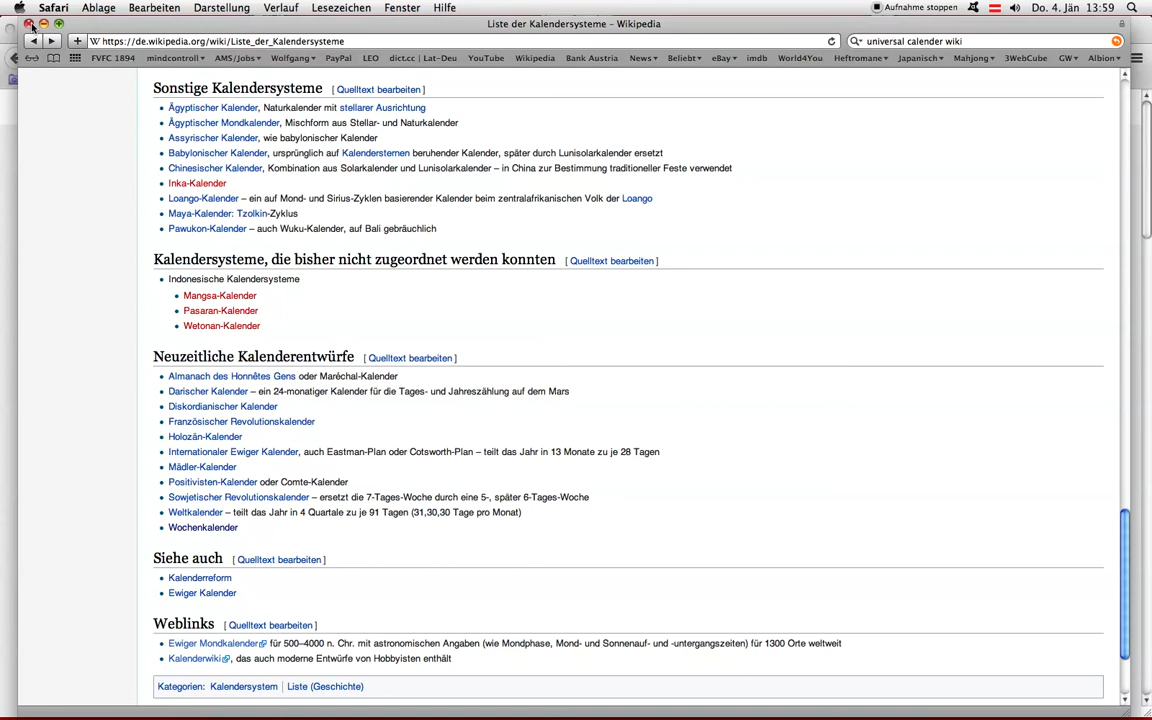 Safari Ablage Bearbeiten Darstellung Verlauf Lesezeichen Fenster Hilfe Aufnahme stoppen Do. 4. Jän 13:59
Liste der Kalendersysteme – Wikipedia
W https://de.wikipedia.org/wiki/Liste_der_Kalendersysteme universal calender wiki
FVFC 1894 mindcontroll AMS/Jobs Wolfgang PayPal LEO dict.cc | Lat–Deu YouTube Wikipedia Bank Austria News Beliebt eBay imdb World4You Heftromane Japanisch Mahjong 3WebCube GW Albion
Sonstige Kalendersysteme [ Quelltext bearbeiten ]
Ägyptischer Kalender, Naturkalender mit stellarer Ausrichtung
Ägyptischer Mondkalender, Mischform aus Stellar- und Naturkalender
Assyrischer Kalender, wie babylonischer Kalender
Babylonischer Kalender, ursprünglich auf Kalendersternen beruhender Kalender, später durch Lunisolarkalender ersetzt
Chinesischer Kalender, Kombination aus Solarkalender und Lunisolarkalender – in China zur Bestimmung traditioneller Feste verwendet
Inka-Kalender
Loango-Kalender – ein auf Mond- und Sirius-Zyklen basierender Kalender beim zentralafrikanischen Volk der Loango
Maya-Kalender: Tzolkin-Zyklus
Pawukon-Kalender – auch Wuku-Kalender, auf Bali gebräuchlich
Kalendersysteme, die bisher nicht zugeordnet werden konnten [ Quelltext bearbeiten ]
Indonesische Kalendersysteme
Mangsa-Kalender
Pasaran-Kalender
Wetonan-Kalender
Neuzeitliche Kalenderentwürfe [ Quelltext bearbeiten ]
Almanach des Honnêtes Gens oder Maréchal-Kalender
Darischer Kalender – ein 24-monatiger Kalender für die Tages- und Jahreszählung auf dem Mars
Diskordianischer Kalender
Französischer Revolutionskalender
Holozän-Kalender
Internationaler Ewiger Kalender, auch Eastman-Plan oder Cotsworth-Plan – teilt das Jahr in 13 Monate zu je 28 Tagen
Mädler-Kalender
Positivisten-Kalender oder Comte-Kalender
Sowjetischer Revolutionskalender – ersetzt die 7-Tages-Woche durch eine 5-, später 6-Tages-Woche
Weltkalender – teilt das Jahr in 4 Quartale zu je 91 Tagen (31,30,30 Tage pro Monat)
Wochenkalender
Siehe auch [ Quelltext bearbeiten ]
Kalenderreform
Ewiger Kalender
Weblinks [ Quelltext bearbeiten ]
Ewiger Mondkalender für 500–4000 n. Chr. mit astronomischen Angaben (wie Mondphase, Mond- und Sonnenauf- und -untergangszeiten) für 1300 Orte weltweit
Kalenderwiki, das auch moderne Entwürfe von Hobbyisten enthält
Kategorien: Kalendersystem | Liste (Geschichte)